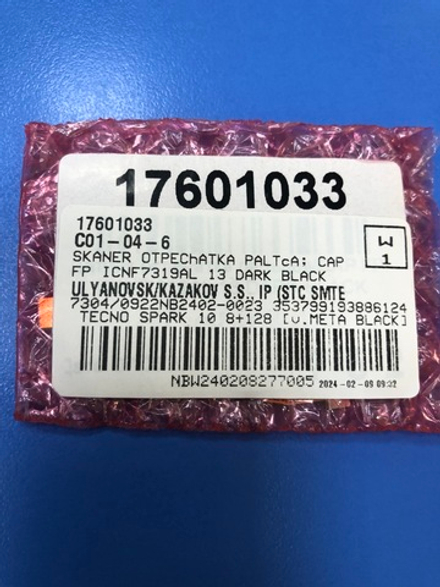 17601033
17601033
C01-04-6
W
1
SKANER OTPEChATKA PALTcA; CAP
FP ICNF7319AL 13 DARK BLACK
ULYANOVSK/KAZAKOV S.S., IP (STC SMTE
7304/0922NB2402-0023 353799193886124
TECNO SPARK 10 8+128 [v.META BLACK]
NBW240208277005 2024-02-09 09:32